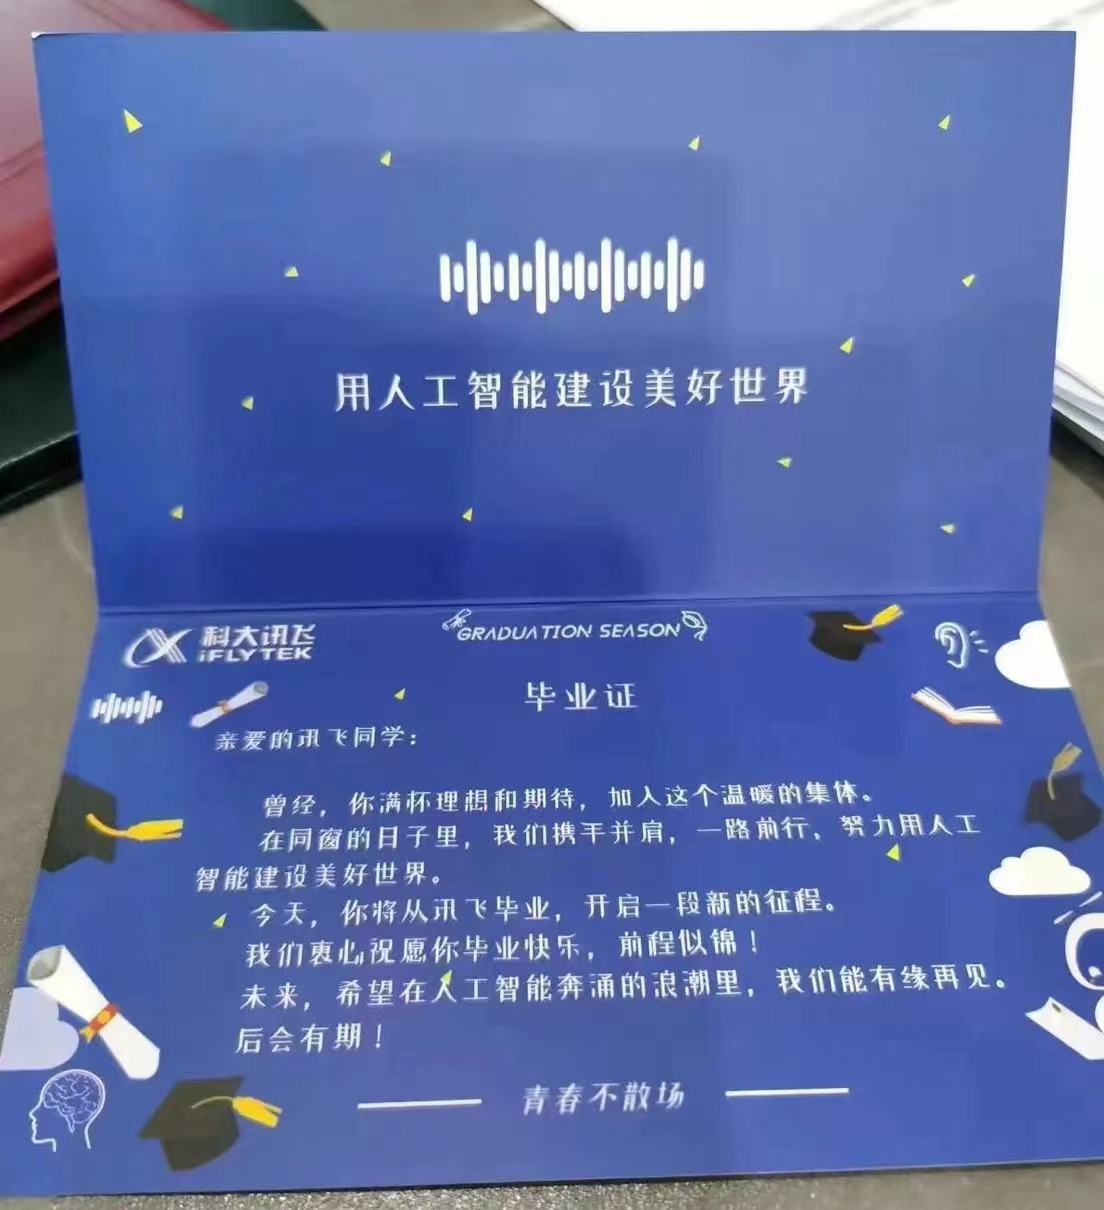 用人工智能建设美好世界
科大讯飞
iFLYTEK
GRADUATION SEASON
毕业证
亲爱的讯飞同学：
曾经，你满怀理想和期待，加入这个温暖的集体。
在同窗的日子里，我们携手并肩，一路前行，努力用人工
智能建设美好世界。
今天，你将从讯飞毕业，开启一段新的征程。
我们衷心祝愿你毕业快乐，前程似锦！
未来，希望在人工智能奔涌的浪潮里，我们能有缘再见。
后会有期！
青春不散场